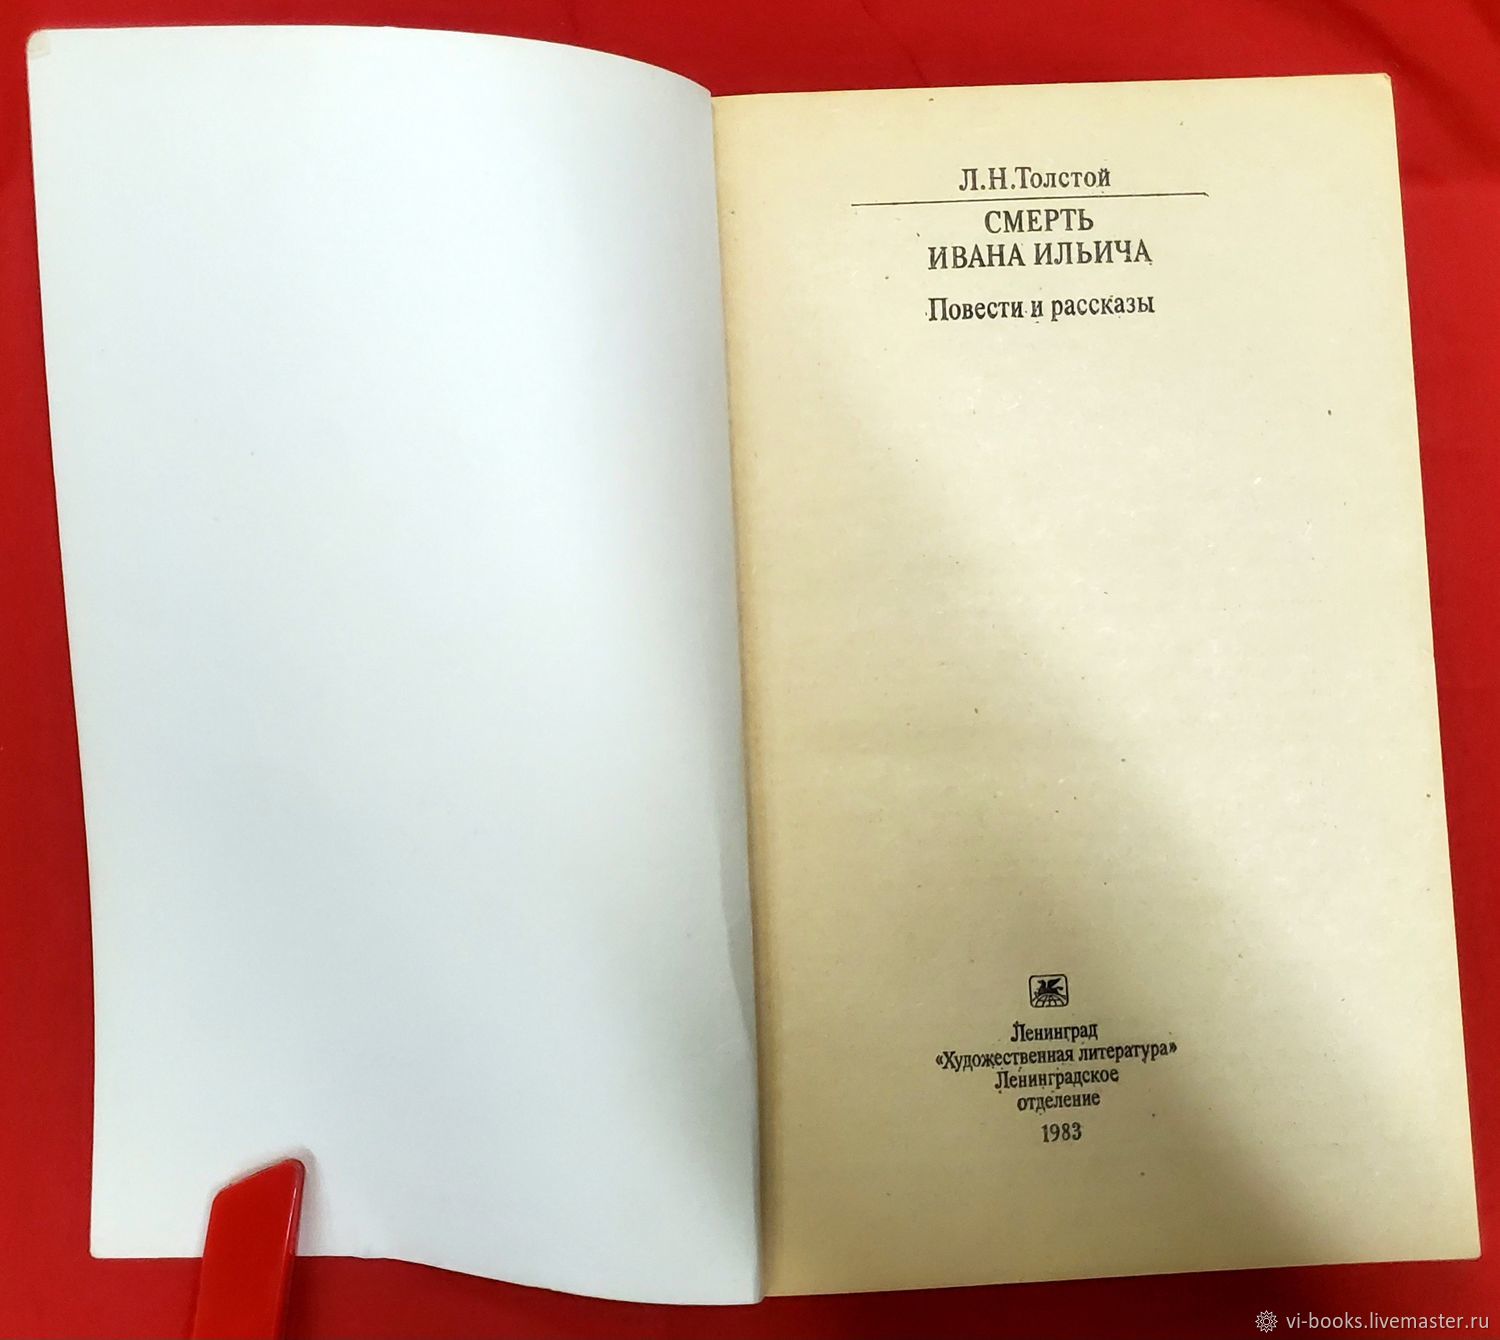 Л.Н.Толстой
СМЕРТЬ
ИВАНА ИЛЬИЧА
Повести и рассказы
Ленинград
«Художественная литература»
Ленинградское
отделение
1983
vi-books.livemaster.ru